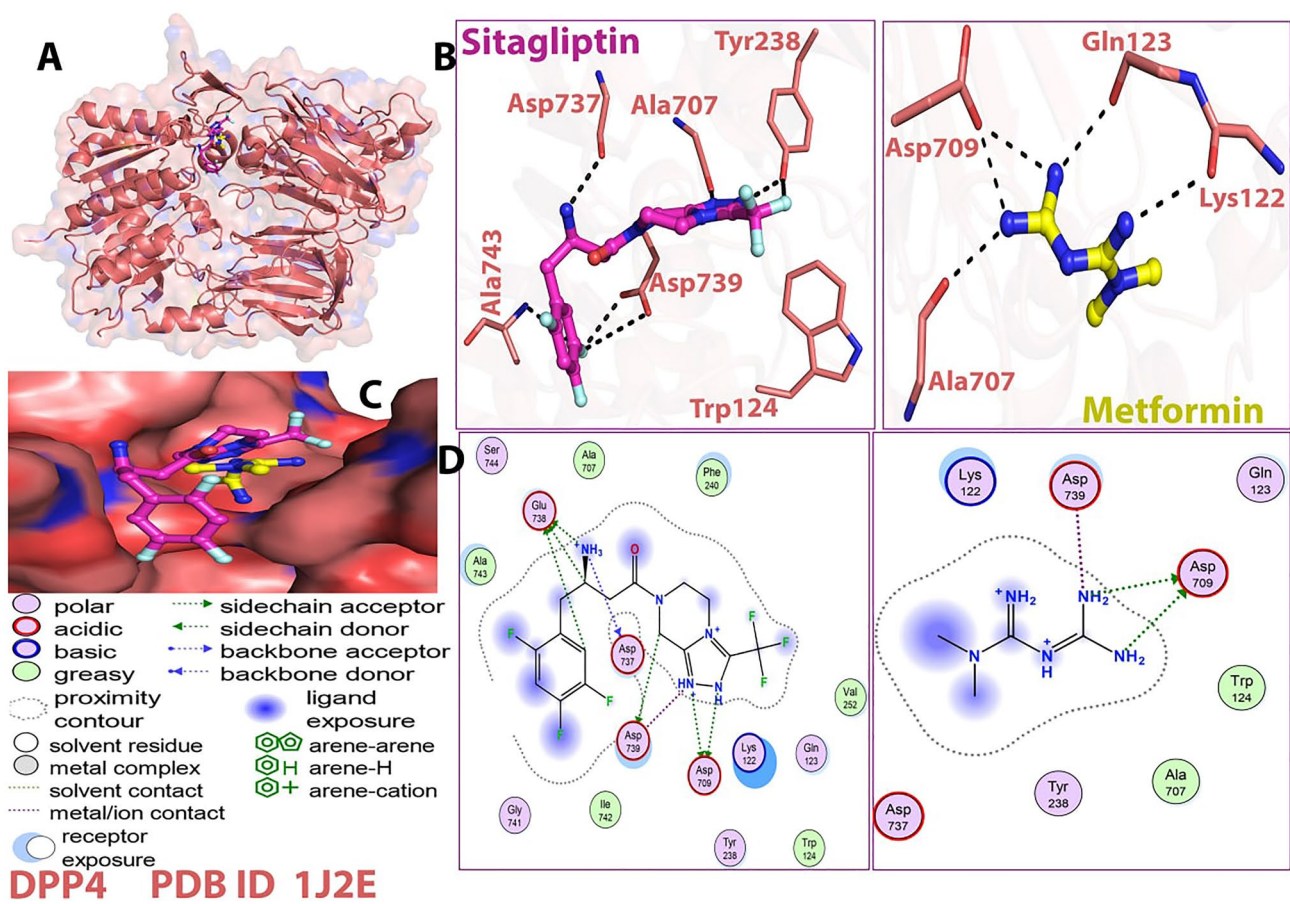 A
B
Sitagliptin
Tyr238
Asp737
Ala707
Ala743
Asp739
Trp124
Gln123
Asp709
Lys122
Ala707
Metformin
C
D
Ser
744
Ala
707
Phe
240
Glu
738
Ala
743
+NH3
O
N
N+
F
F
F
F
F
F
HN+
N
H
Asp
737
Asp
739
Asp
709
Lys
122
Val
252
Gln
123
Gly
741
Ile
742
Tyr
238
Trp
124
Lys
122
Asp
739
Gln
123
Asp
709
+NH2
NH2
N
NH+
NH2
Trp
124
Tyr
238
Ala
707
Asp
737
polar
acidic
basic
greasy
proximity
contour
solvent residue
metal complex
solvent contact
metal/ion contact
receptor
exposure
sidechain acceptor
sidechain donor
backbone acceptor
backbone donor
ligand
exposure
arene-arene
H arene-H
+ arene-cation
DPP4 PDB ID 1J2E